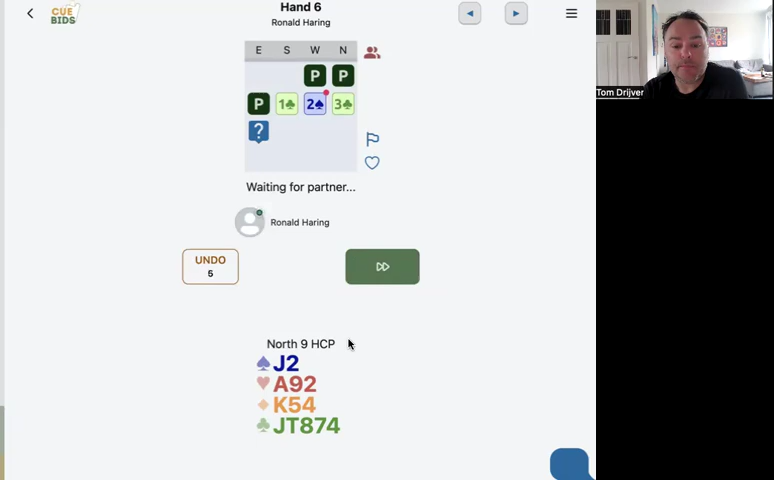 Hand 6
CUE
BIDS
Ronald Haring
E S W N
P P
P 1♣ 2♠ 3♣
?
Waiting for partner...
Ronald Haring
UNDO
5
North 9 HCP
♠J2
♥A92
♦K54
♣JT874
Tom Drijver